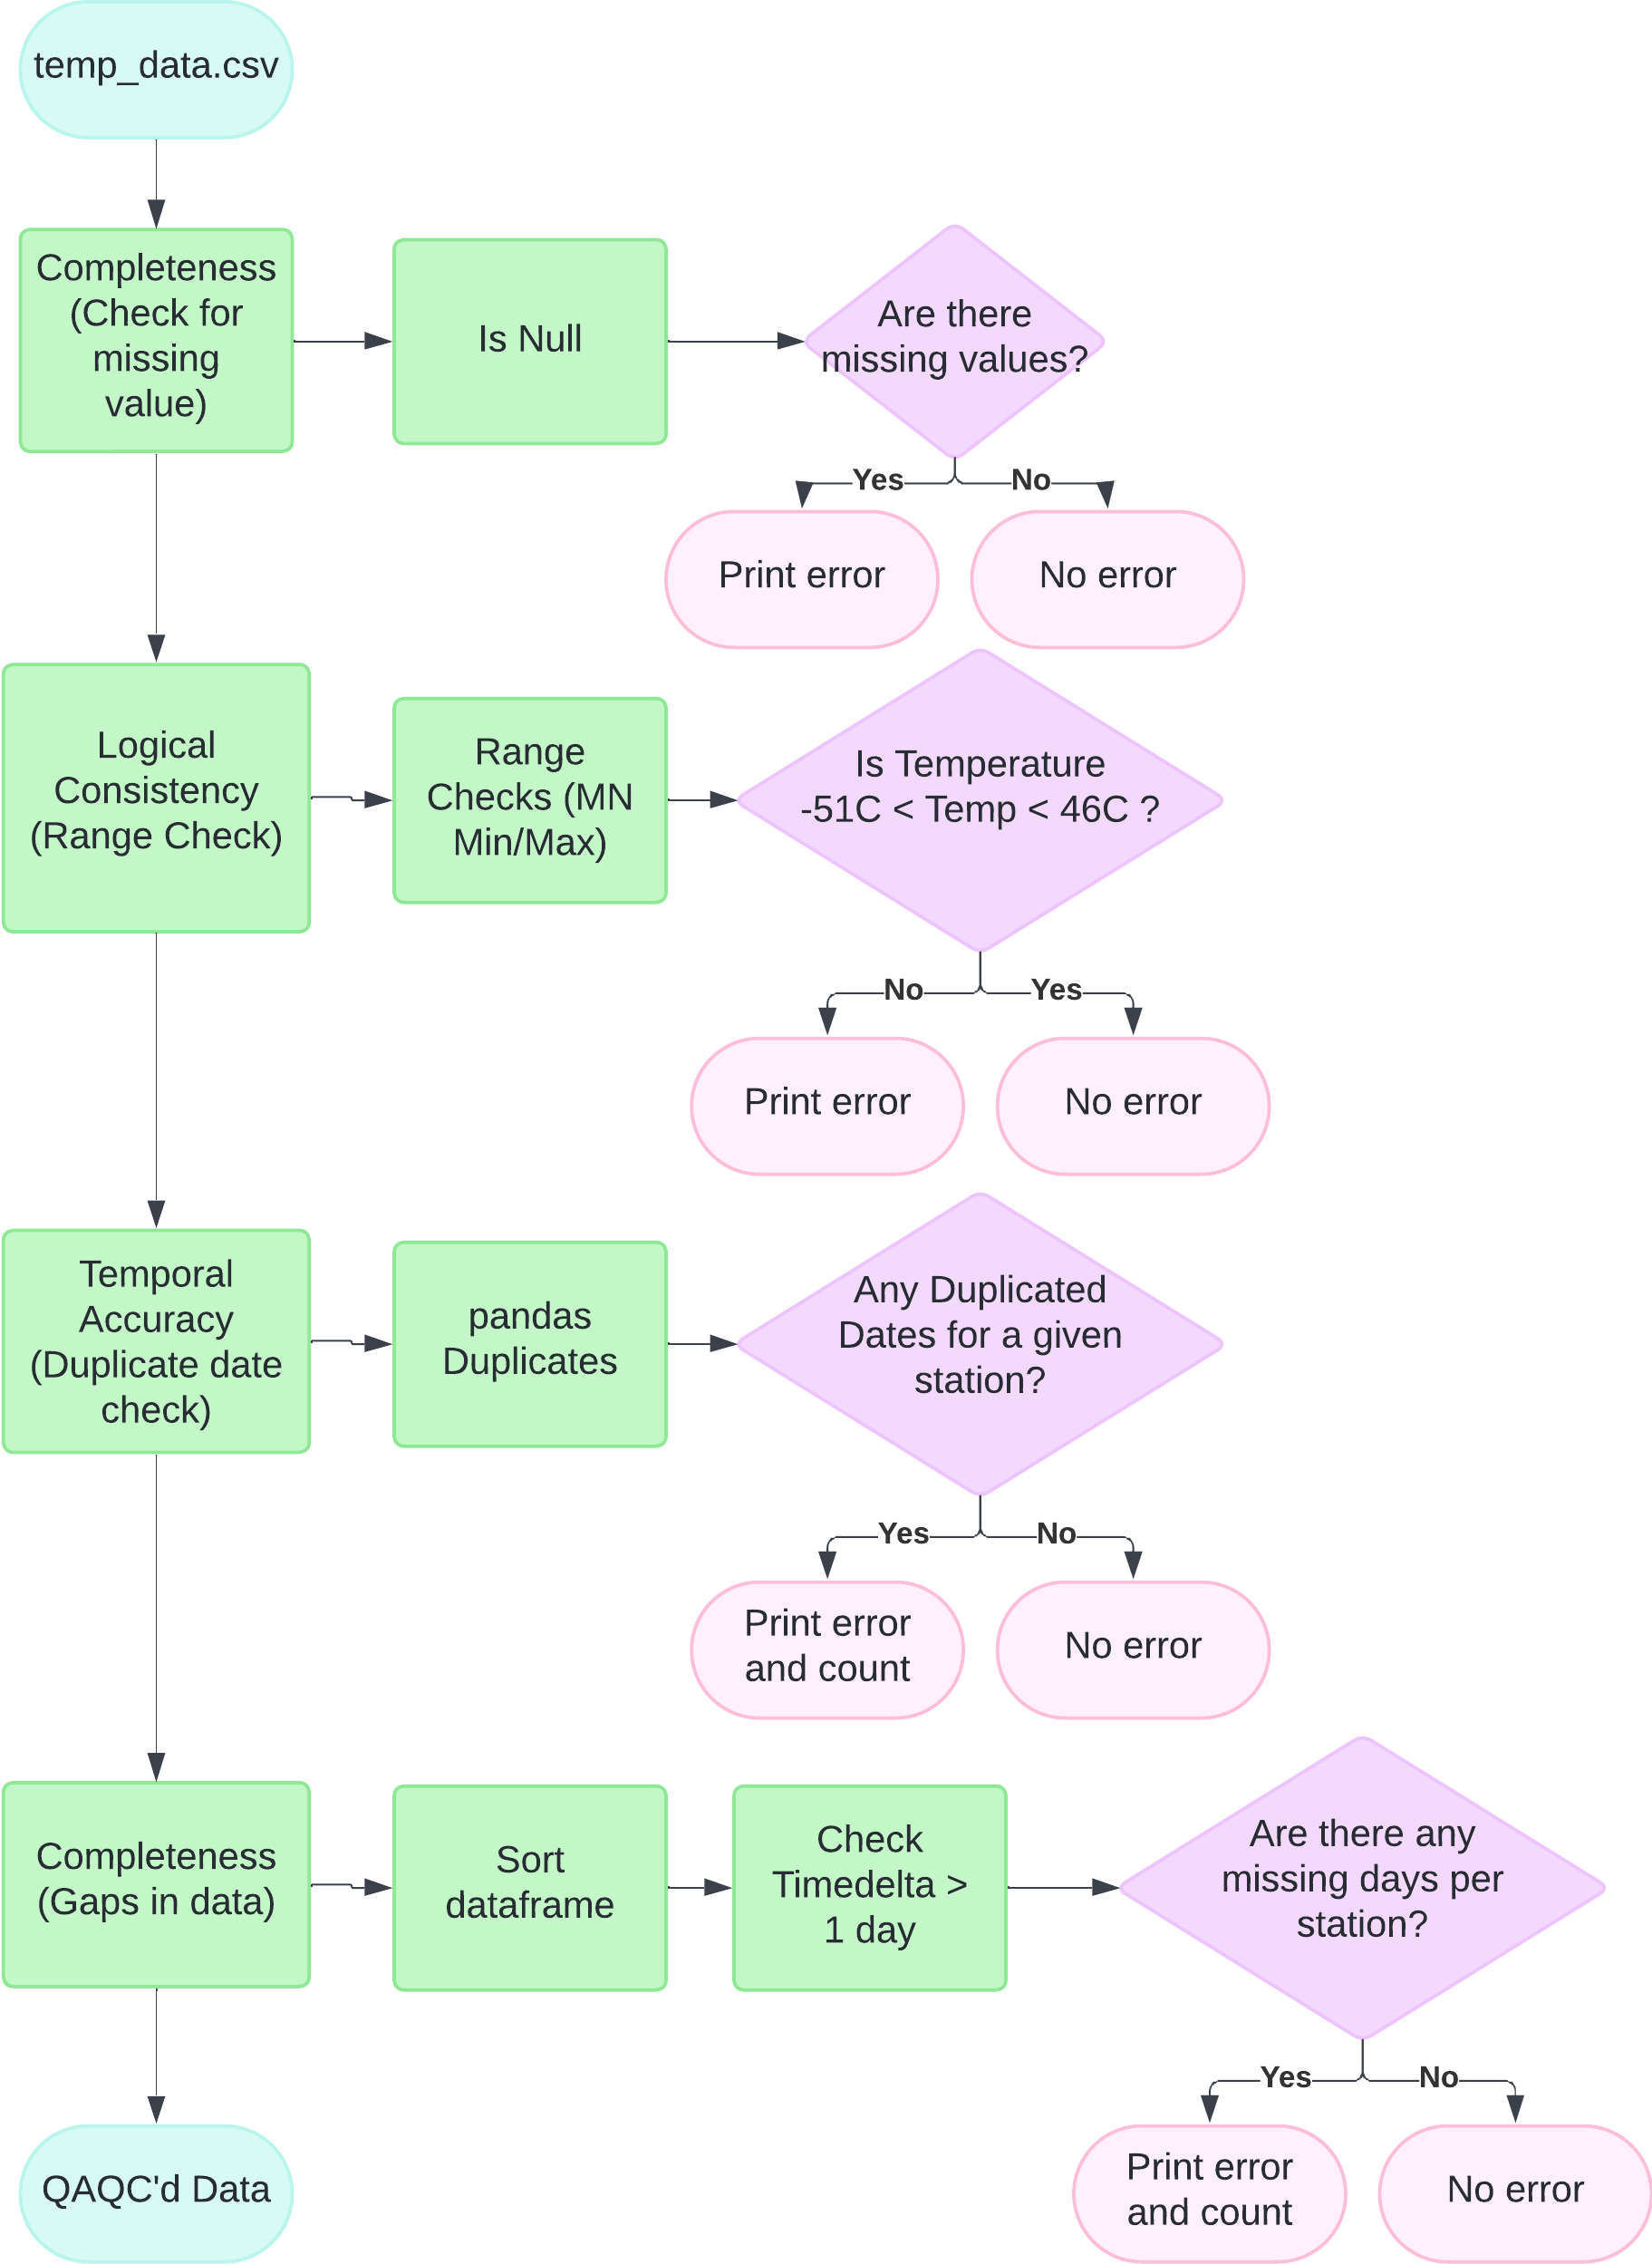 temp_data.csv
Completeness
(Check for
missing
value)
Is Null
Are there
missing values?
Yes
No
Print error
No error
Logical
Consistency
(Range Check)
Range
Checks (MN
Min/Max)
Is Temperature
-51C < Temp < 46C ?
No
Yes
Print error
No error
Temporal
Accuracy
(Duplicate date
check)
pandas
Duplicates
Any Duplicated
Dates for a given
station?
Yes
No
Print error
and count
No error
Completeness
(Gaps in data)
Sort
dataframe
Check
Timedelta >
1 day
Are there any
missing days per
station?
Yes
No
Print error
and count
No error
QAQC'd Data